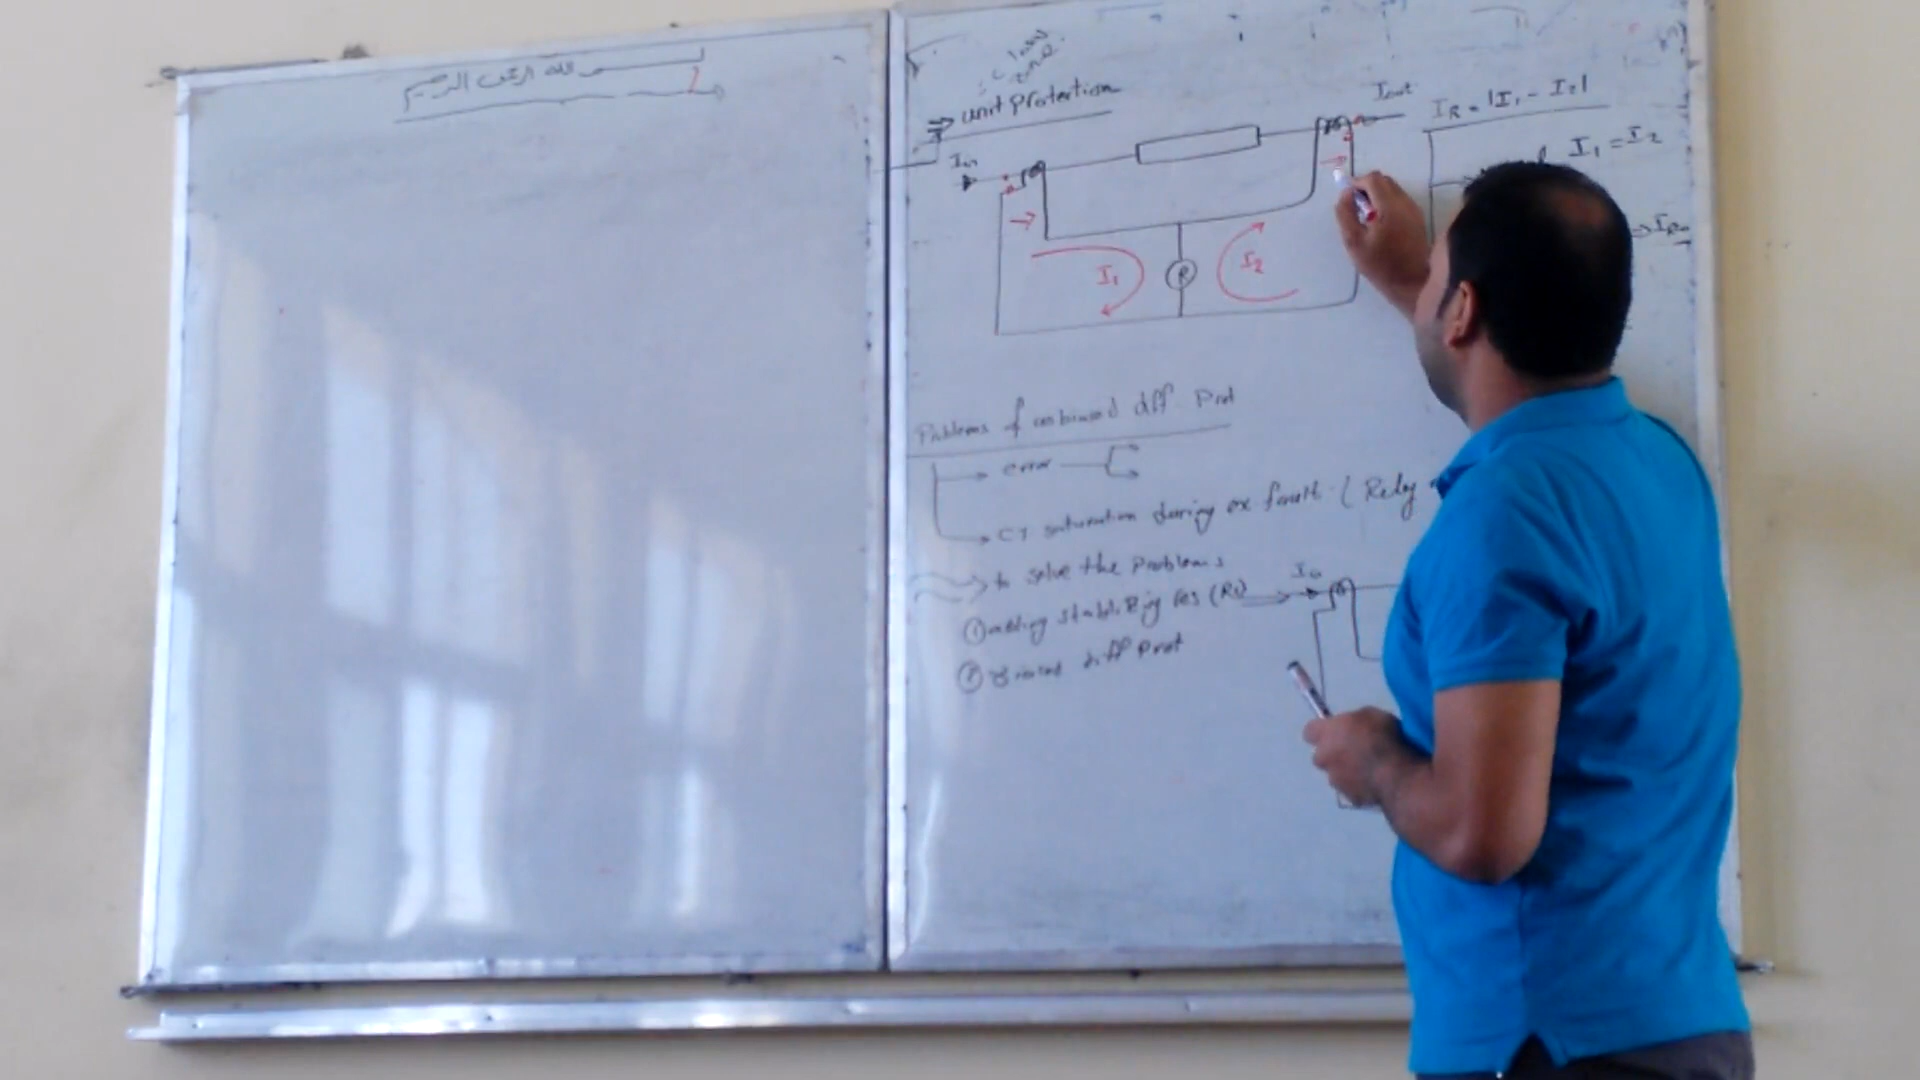 بسم الله الرحمن الرحيم
unit protection
Iin
Iout
IR = |I1 - I2|
I1 = I2
I1
R
I2
Problems of combined diff Prot
error
CT saturation during ex fault (Relay
to solve the Problems
① adding stabilizing res (Rs)
Iin
② diff Prot